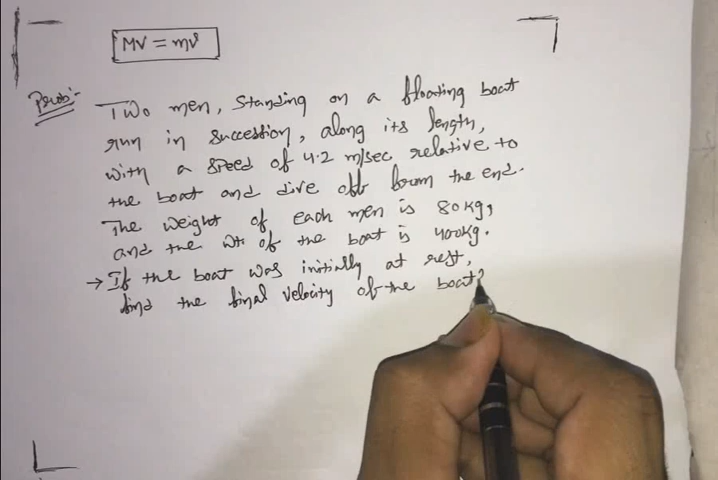 MV = mv
Prob:-
Two men, standing on a floating boat
run in succession, along its length,
with a speed of 4.2 m/sec relative to
the boat and dive off from the end.
The weight of each men is 80kg,
and the wt. of the boat is 400kg.
→ If the boat was initially at rest,
find the final velocity of the boat?